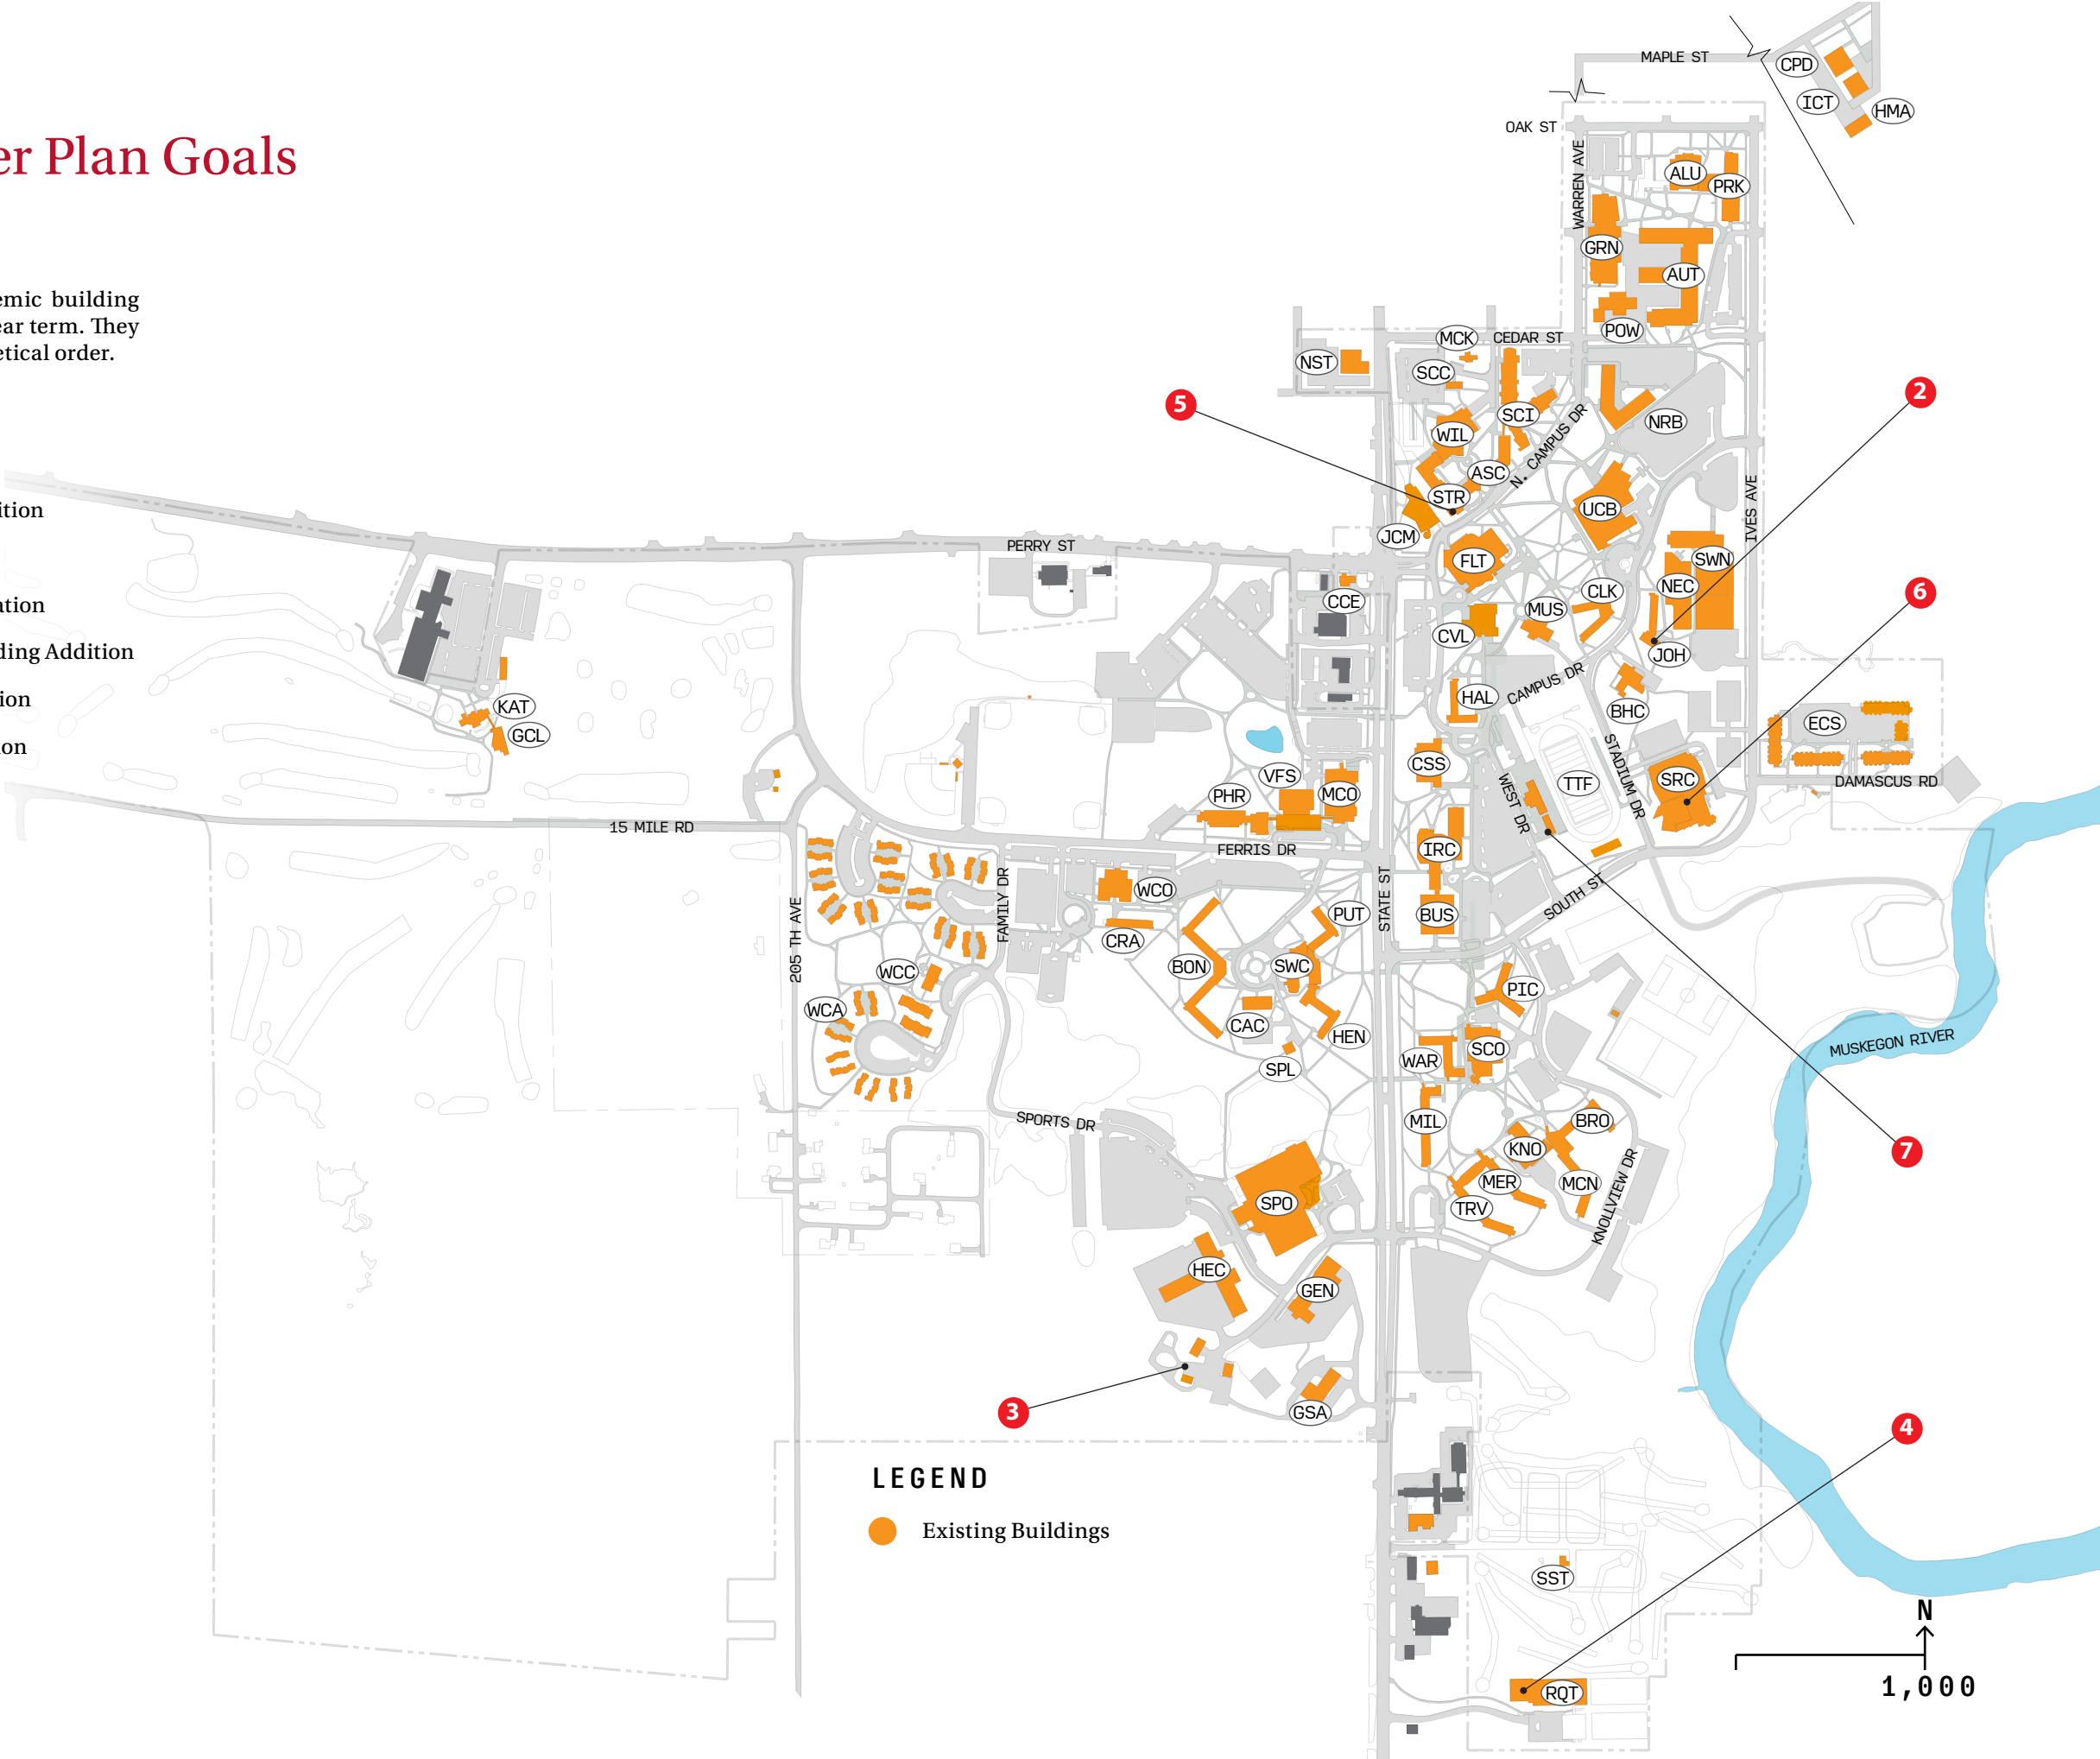 er Plan Goals
emic building
ear term. They
etical order.
ition
ation
ding Addition
ion
on
MAPLE ST
CPD
ICT
HMA
OAK ST
WARREN AVE
ALU
PRK
GRN
AUT
POW
MCK
CEDAR ST
NST
SCC
SCI
NRB
2
5
WIL
N. CAMPUS DR
ASC
STR
UCB
IVES AVE
JCM
PERRY ST
FLT
SWN
NEC
CLK
6
CCE
MUS
CVL
JOH
CAMPUS DR
HAL
BHC
KAT
GCL
ECS
STADIUM DR
CSS
VFS
PHR
MCO
WEST DR
TTF
SRC
DAMASCUS RD
15 MILE RD
FERRIS DR
IRC
WCO
FAMILY DR
STATE ST
SOUTH ST
PUT
BUS
205 TH AVE
CRA
BON
SWC
WCC
PIC
WCA
CAC
HEN
MUSKEGON RIVER
SCO
WAR
SPL
SPORTS DR
MIL
BRO
KNO
7
MER
MCN
KNOLLVIEW DR
SPO
TRV
HEC
GEN
3
GSA
4
LEGEND
Existing Buildings
SST
N
1,000
RQT